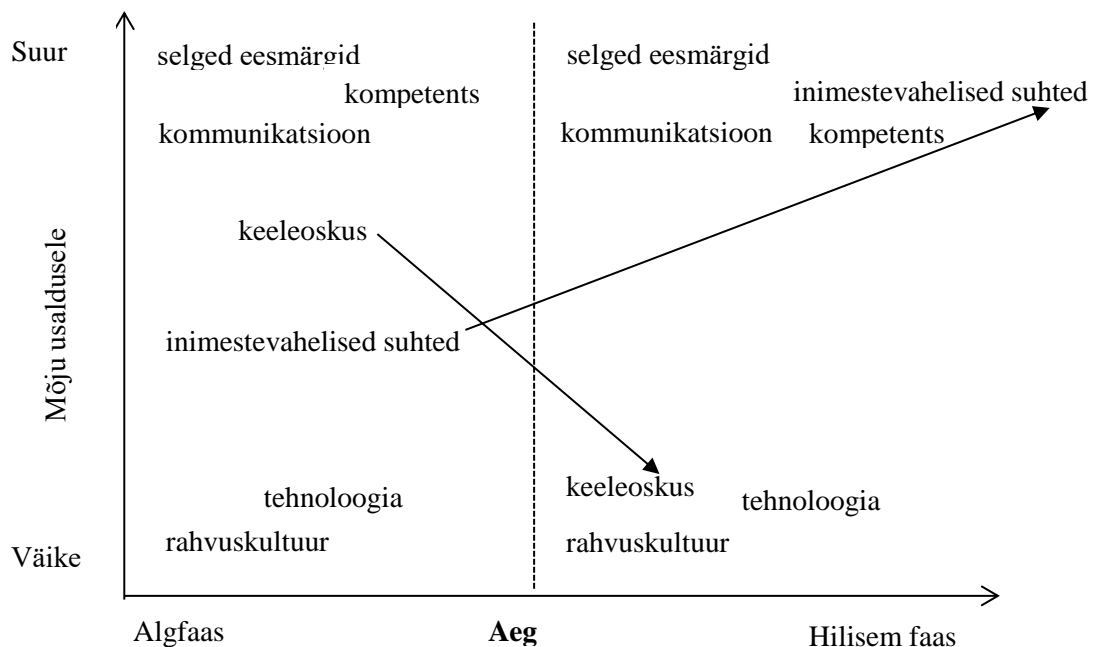 Suur
selged eesmärgid
selged eesmärgid
kompetents
inimestevahelised suhted
kommunikatsioon
kommunikatsioon
kompetents
keeleoskus
Mõju usaldusele
inimestevahelised suhted
keeleoskus
tehnoloogia
tehnoloogia
rahvuskultuur
rahvuskultuur
Väike
Algfaas
Aeg
Hilisem faas